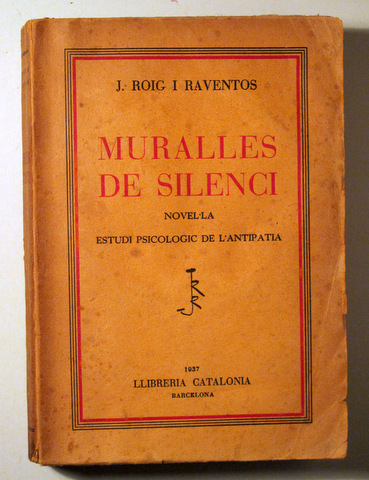 J. ROIG I RAVENTOS
MURALLES
DE SILENCI
NOVEL·LA
ESTUDI PSICOLOGIC DE L'ANTIPATIA
1937
LLIBRERIA CATALONIA
BARCELONA